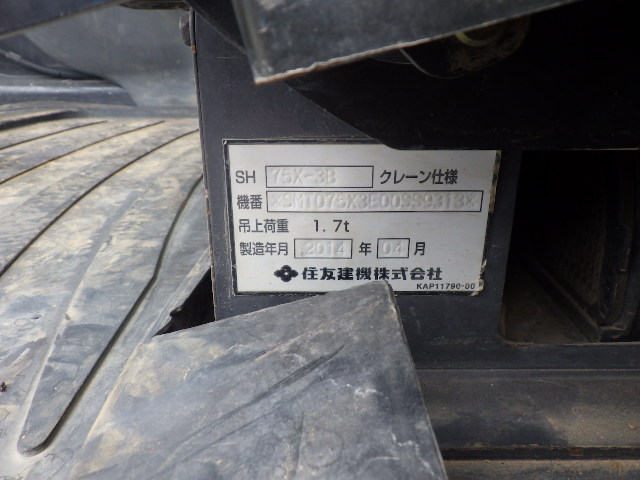 SH 75X-3B クレーン仕様
機番 *SMT075X3E00SS9313*
吊上荷重 1.7t
製造年月 2014 年 04 月
住友建機株式会社
KAP11790-00